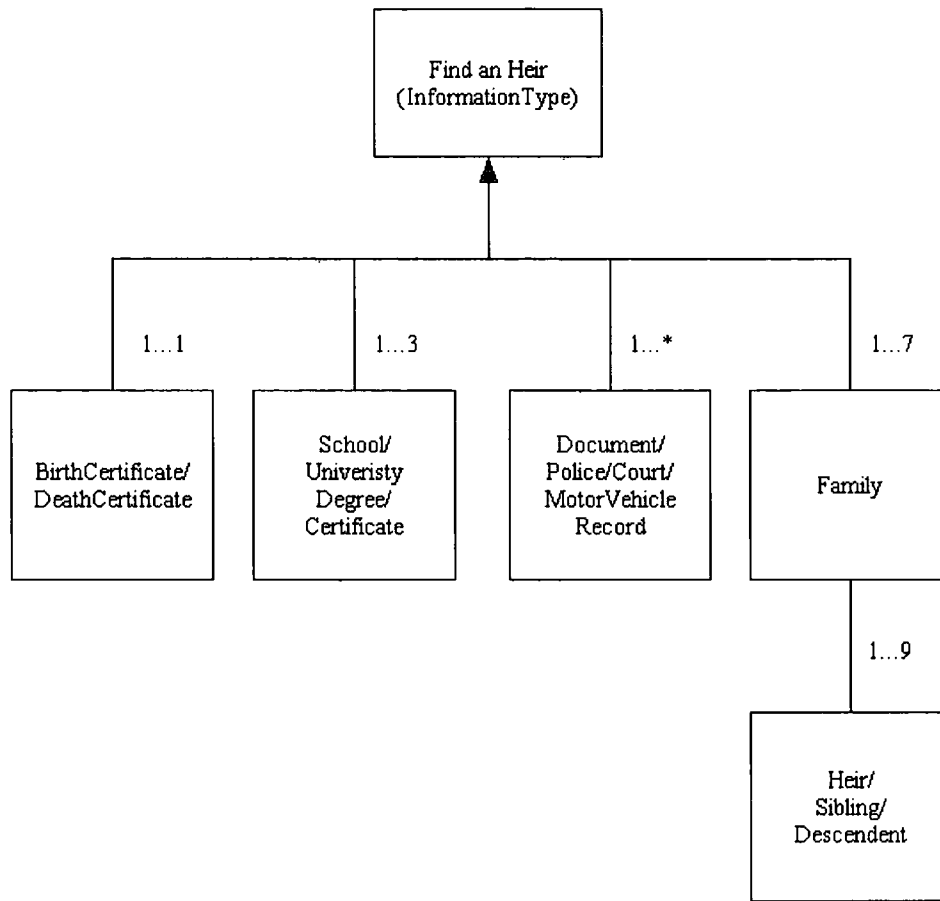 Find an Heir
(InformationType)
1...1
1...3
1...*
1...7
BirthCertificate/
DeathCertificate
School/
Univeristy
Degree/
Certificate
Document/
Police/Court/
MotorVehicle
Record
Family
1...9
Heir/
Sibling/
Descendent